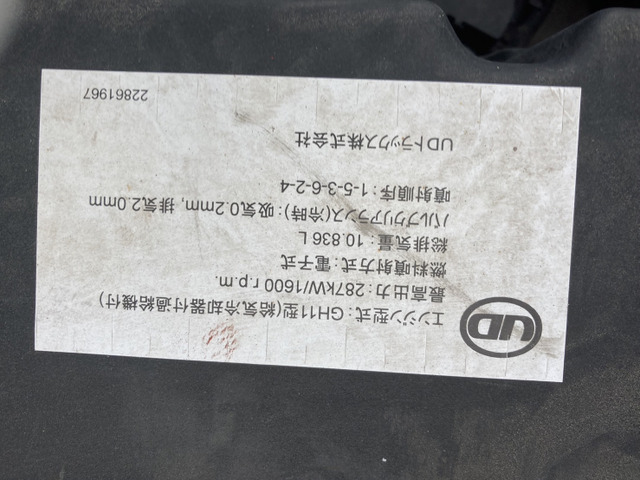 UD
エンジン型式:GH11型(給気冷却器付過給機付)
最高出力:287kW/1600 r.p.m.
燃料噴射方式:電子式
総排気量:10.836 L
バルブクリアランス(冷時):吸気0.2mm, 排気2.0mm
噴射順序:1-5-3-6-2-4
UDトラックス株式会社
22861967